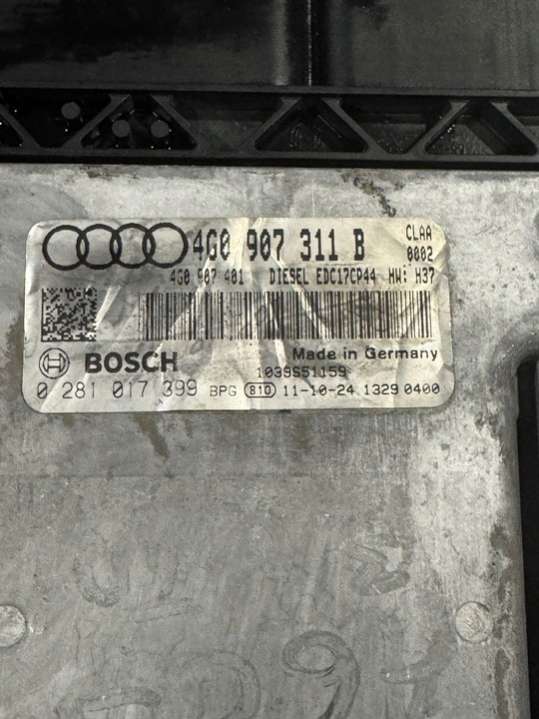 4G0 907 311 B
CLAA
0002
4G0 907 401 DIESEL EDC17CP44 HW: H37
Made in Germany
BOSCH
1039S51159
0 281 017 399 BPG 810 11-10-24 1329 0400